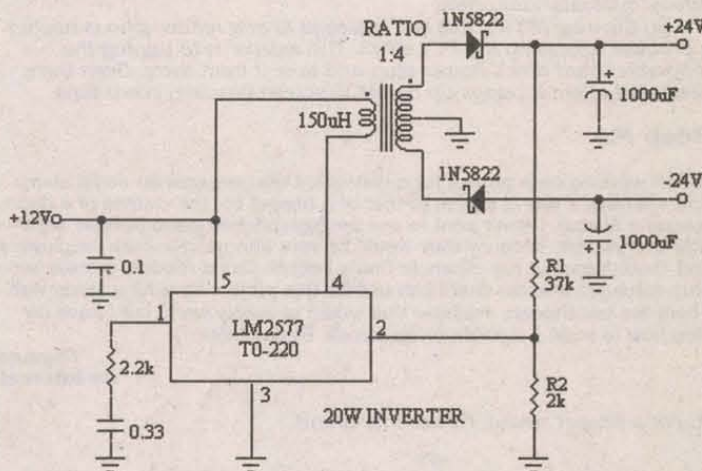 RATIO
1:4
1N5822
+24V
1000uF
150uH
1N5822
-24V
1000uF
+12V
0.1
5
4
R1
37k
1
LM2577
T0-220
2
2.2k
3
R2
2k
0.33
20W INVERTER